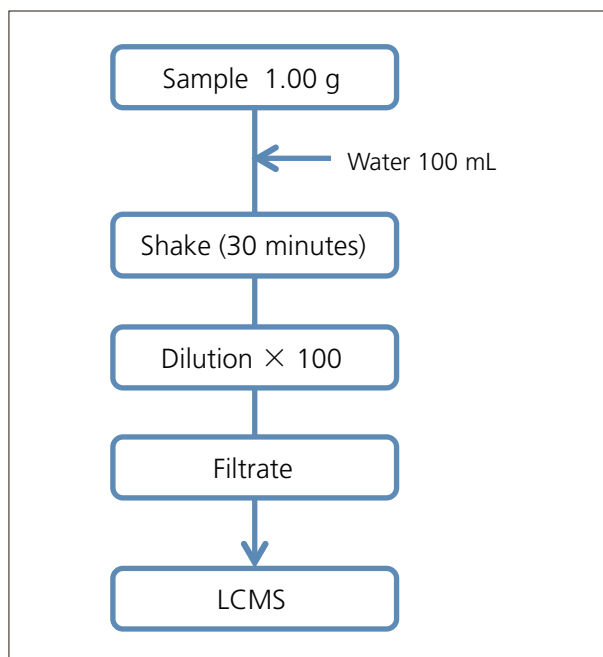 Sample 1.00 g
Water 100 mL
Shake (30 minutes)
Dilution × 100
Filtrate
LCMS